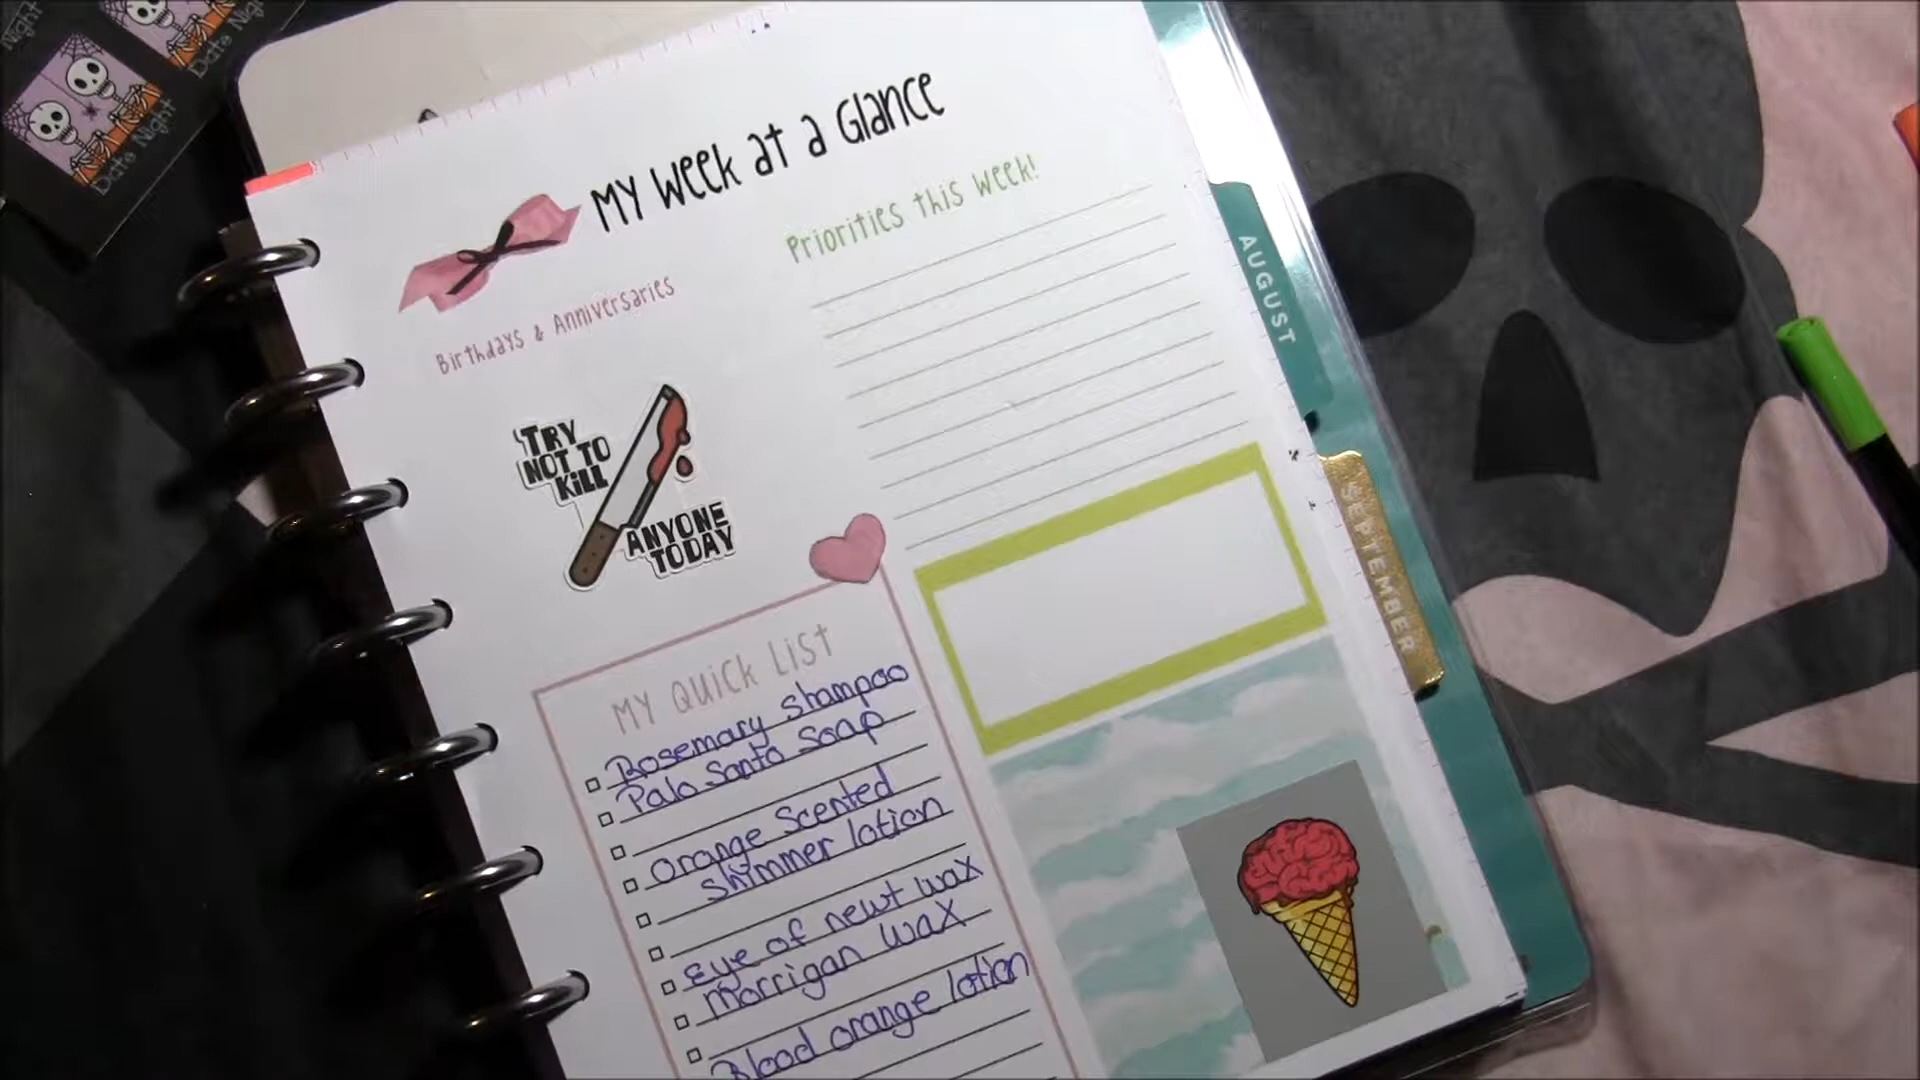 Night
Date Night
Date Night
My Week at a Glance
Priorities this week!
Birthdays & Anniversaries
TRY
NOT TO
KILL
ANYONE
TODAY
MY QUICK LIST
Rosemary Shampoo
Palo Santo Soap
Orange Scented
Shimmer lotion
Eye of newt wax
Morrigan wax
Blood orange lotion
AUGUST
SEPTEMBER